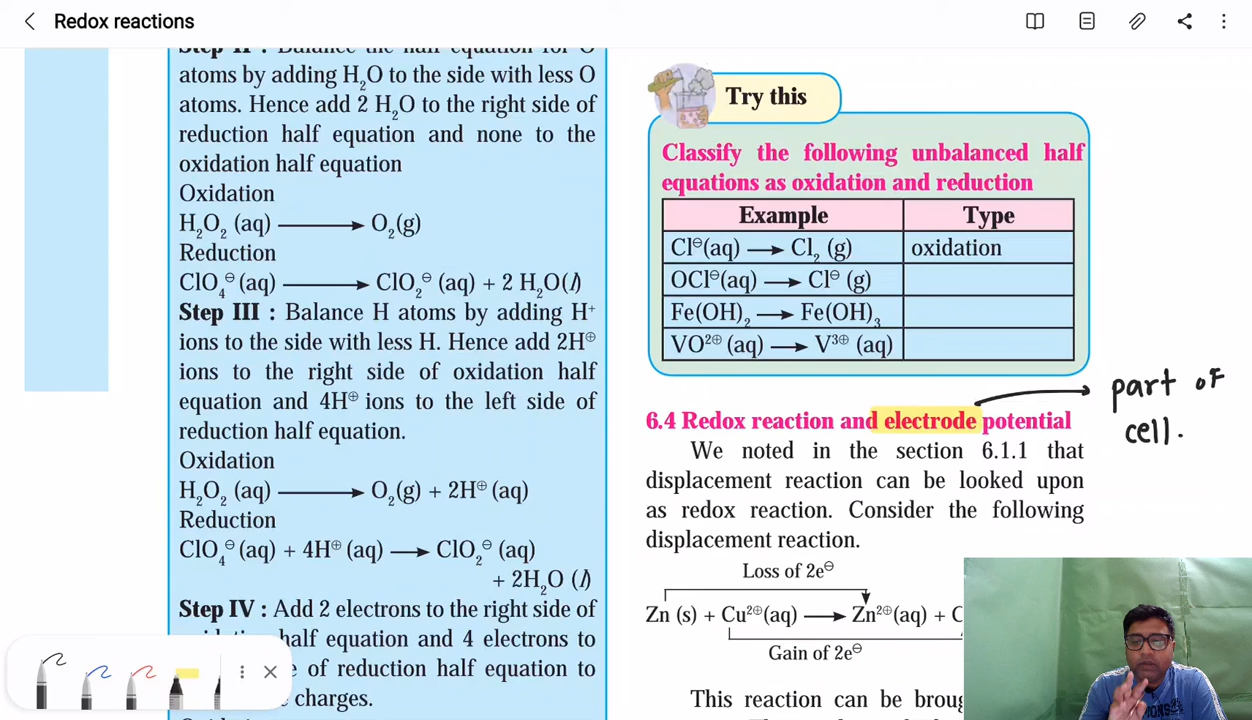 Redox reactions
Step II : Balance the half equation for O
atoms by adding H₂O to the side with less O
atoms. Hence add 2 H₂O to the right side of
reduction half equation and none to the
oxidation half equation
Oxidation
H₂O₂ (aq) ⟶ O₂(g)
Reduction
ClO₄⊖(aq) ⟶ ClO₂⊖ (aq) + 2 H₂O(l)
Step III : Balance H atoms by adding H⁺
ions to the side with less H. Hence add 2H⊕
ions to the right side of oxidation half
equation and 4H⊕ ions to the left side of
reduction half equation.
Oxidation
H₂O₂ (aq) ⟶ O₂(g) + 2H⊕ (aq)
Reduction
ClO₄⊖(aq) + 4H⊕ (aq) ⟶ ClO₂⊖ (aq)
+ 2H₂O (l)
Step IV : Add 2 electrons to the right side of
half equation and 4 electrons to
e of reduction half equation to
charges.
Try this
Classify the following unbalanced half
equations as oxidation and reduction
Example Type
Cl⊖(aq) ⟶ Cl₂ (g) oxidation
OCl⊖(aq) ⟶ Cl⊖ (g)
Fe(OH)₂ ⟶ Fe(OH)₃
VO²⊕ (aq) ⟶ V³⊕ (aq)
part of
cell.
6.4 Redox reaction and electrode potential
We noted in the section 6.1.1 that
displacement reaction can be looked upon
as redox reaction. Consider the following
displacement reaction.
Loss of 2e⊖
Zn (s) + Cu²⊕(aq) ⟶ Zn²⊕(aq) + C
Gain of 2e⊖
This reaction can be broug